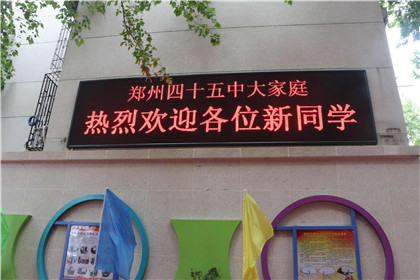 郑州四十五中大家庭
热烈欢迎各位新同学